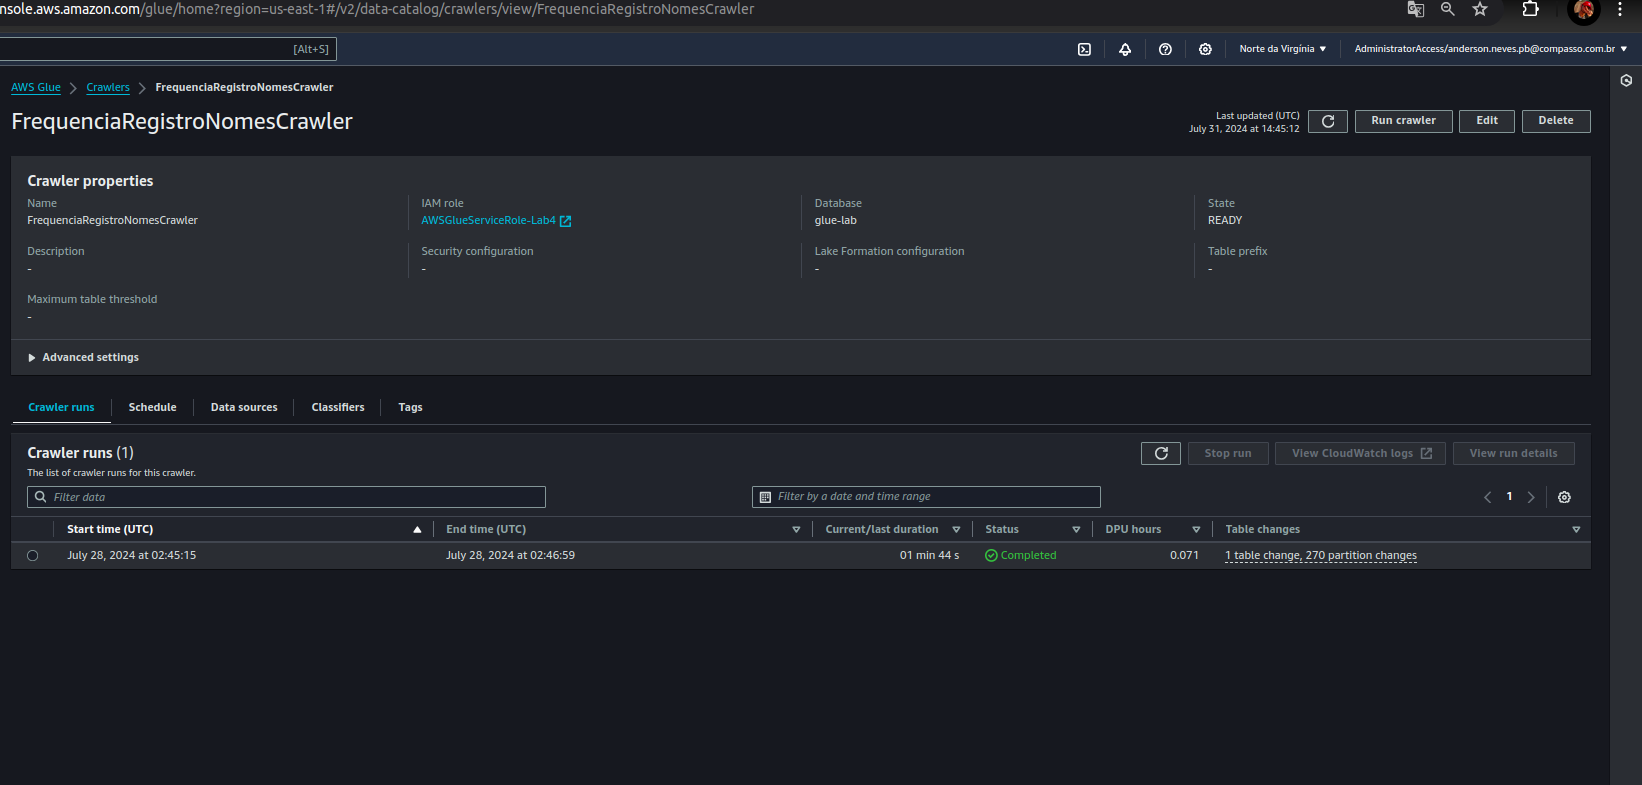 nsole.aws.amazon.com/glue/home?region=us-east-1#/v2/data-catalog/crawlers/view/FrequenciaRegistroNomesCrawler
[Alt+S]
Norte da Virgínia
AdministratorAccess/anderson.neves.pb@compasso.com.br
AWS Glue
Crawlers
FrequenciaRegistroNomesCrawler
FrequenciaRegistroNomesCrawler
Last updated (UTC)
July 31, 2024 at 14:45:12
Run crawler
Edit
Delete
Crawler properties
Name
IAM role
Database
State
FrequenciaRegistroNomesCrawler
AWSGlueServiceRole-Lab4
glue-lab
READY
Description
Security configuration
Lake Formation configuration
Table prefix
-
-
-
-
Maximum table threshold
-
Advanced settings
Crawler runs
Schedule
Data sources
Classifiers
Tags
Crawler runs (1)
The list of crawler runs for this crawler.
Stop run
View CloudWatch logs
View run details
Filter data
Filter by a date and time range
1
Start time (UTC)
End time (UTC)
Current/last duration
Status
DPU hours
Table changes
July 28, 2024 at 02:45:15
July 28, 2024 at 02:46:59
01 min 44 s
Completed
0.071
1 table change, 270 partition changes